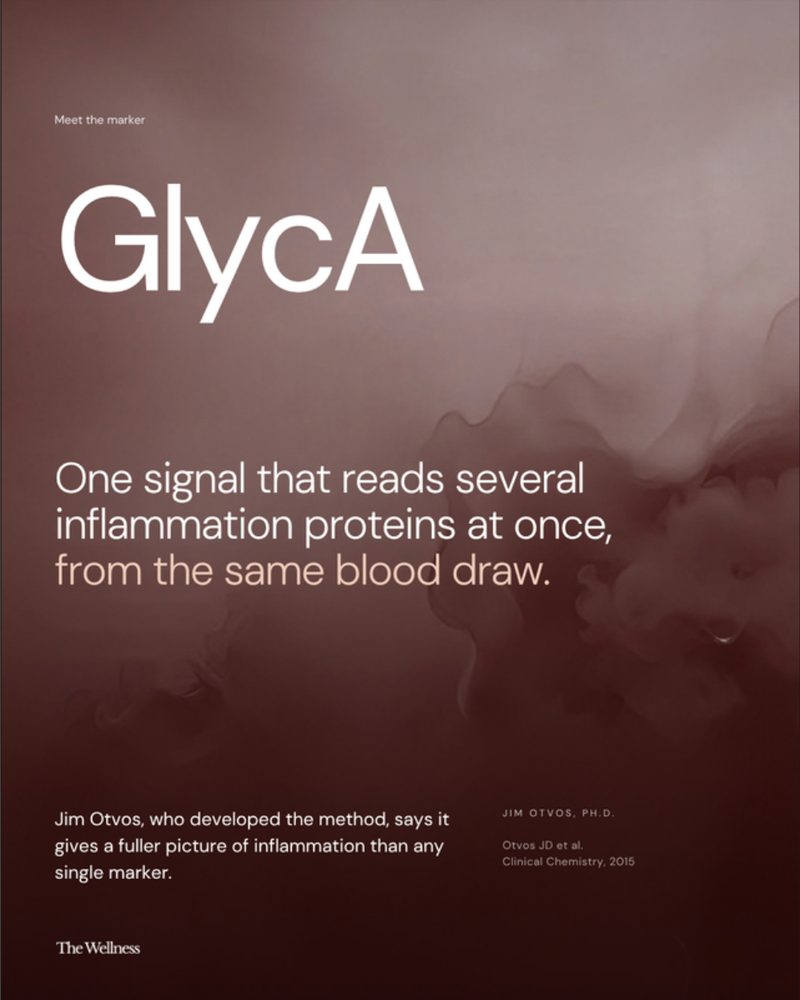 Meet the marker
GlycA
One signal that reads several
inflammation proteins at once,
from the same blood draw.
Jim Otvos, who developed the method, says it
gives a fuller picture of inflammation than any
single marker.
JIM OTVOS, PH.D.
Otvos JD et al.
Clinical Chemistry, 2015
The Wellness